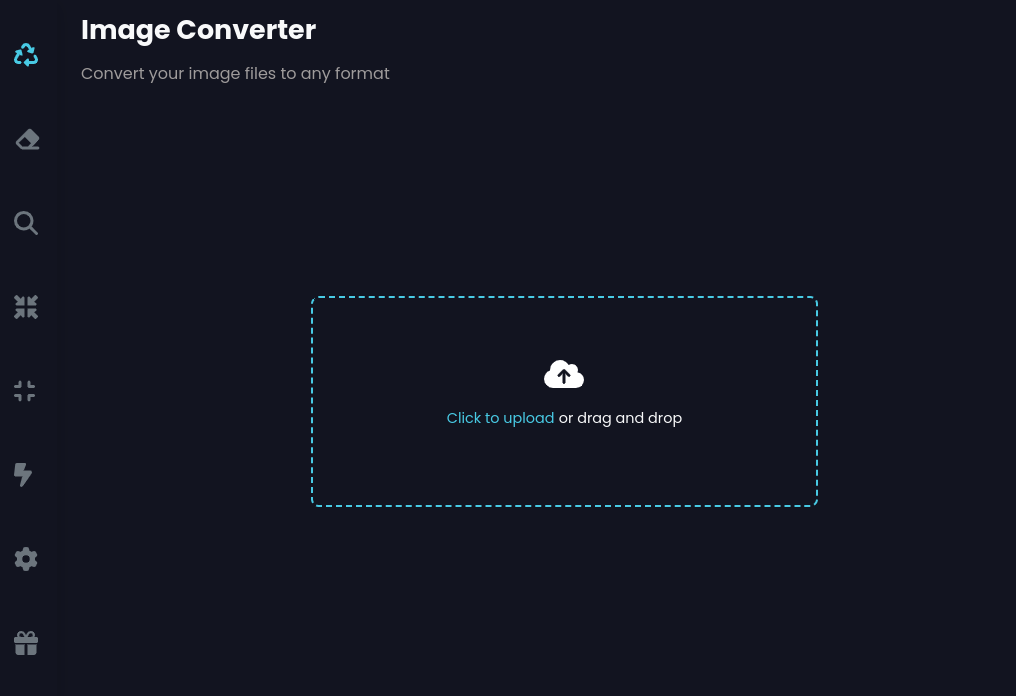 Image Converter
Convert your image files to any format
Click to upload or drag and drop